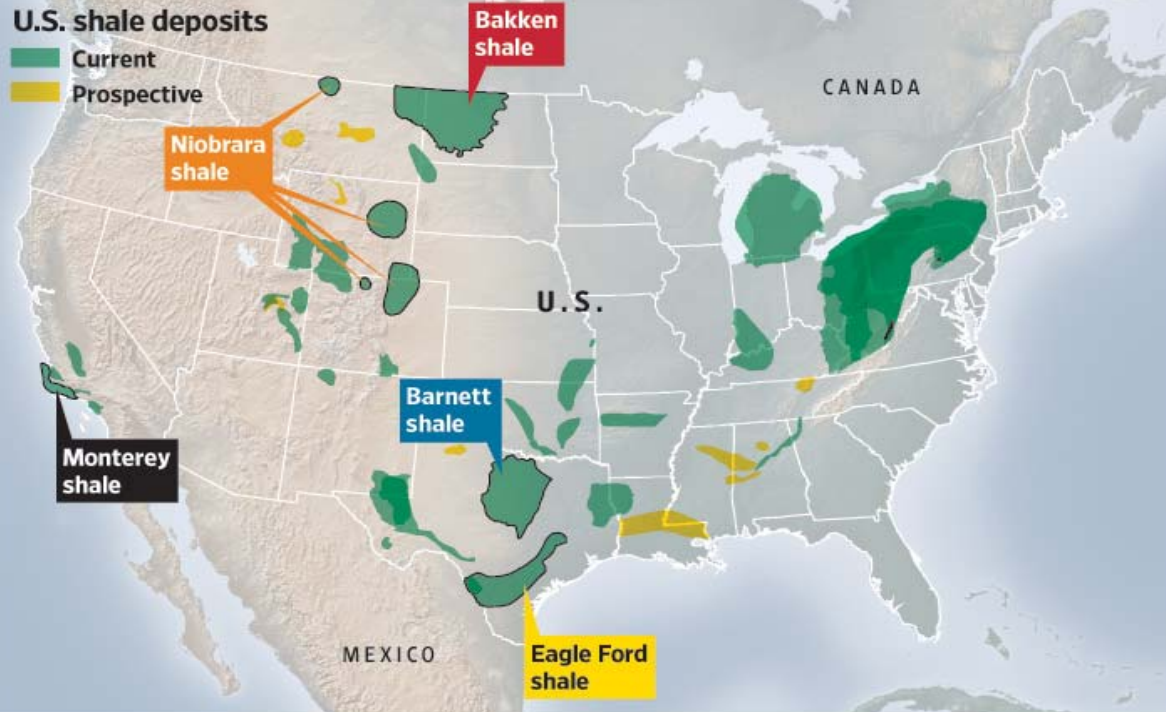 U.S. shale deposits
Current
Prospective
Bakken
shale
CANADA
Niobrara
shale
U.S.
Barnett
shale
Monterey
shale
MEXICO
Eagle Ford
shale